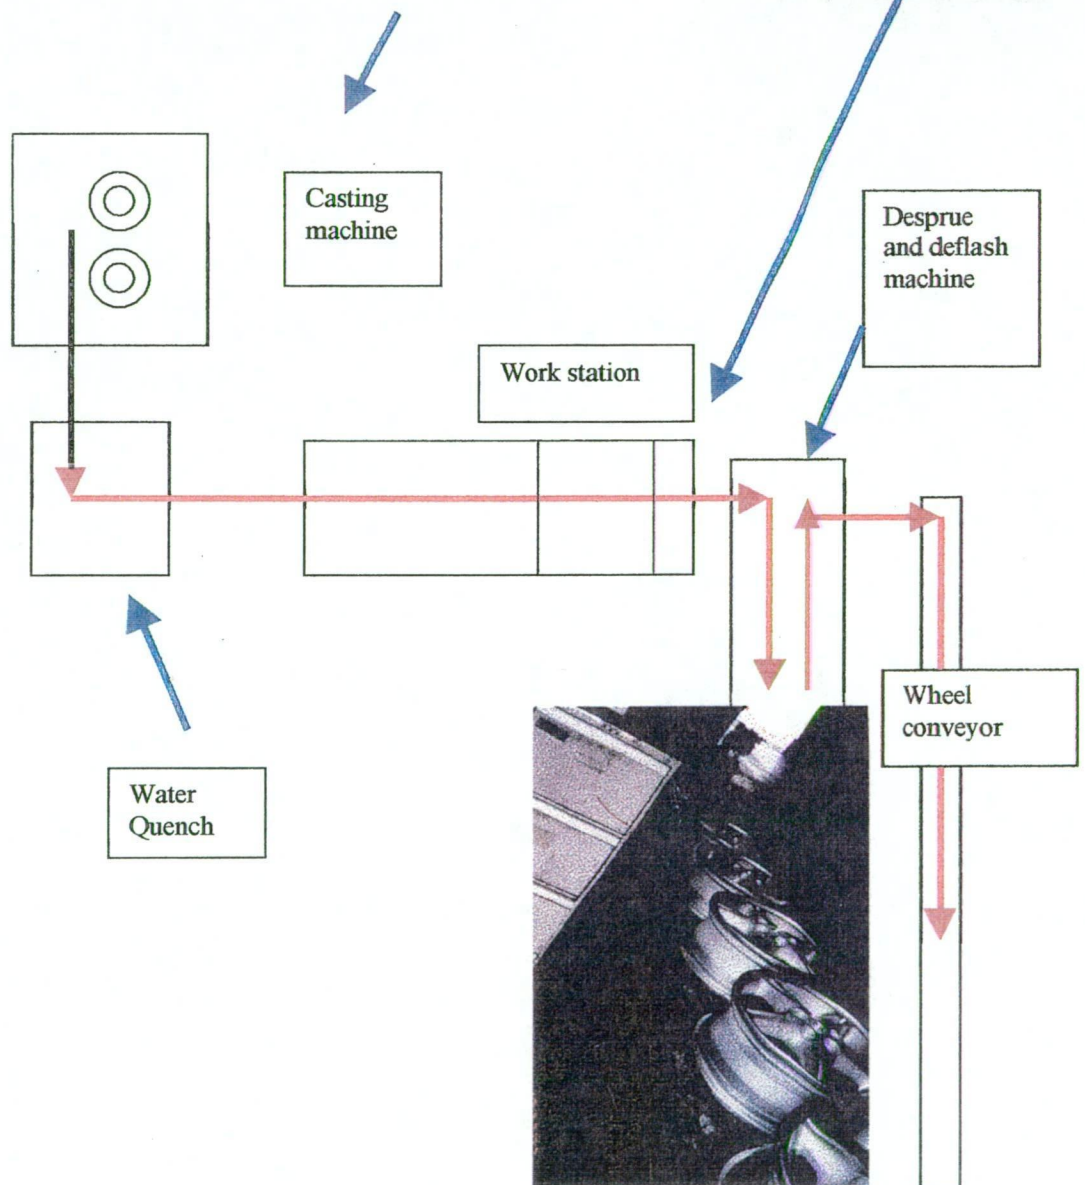 Casting
machine
Desprue
and deflash
machine
Work station
Wheel
conveyor
Water
Quench